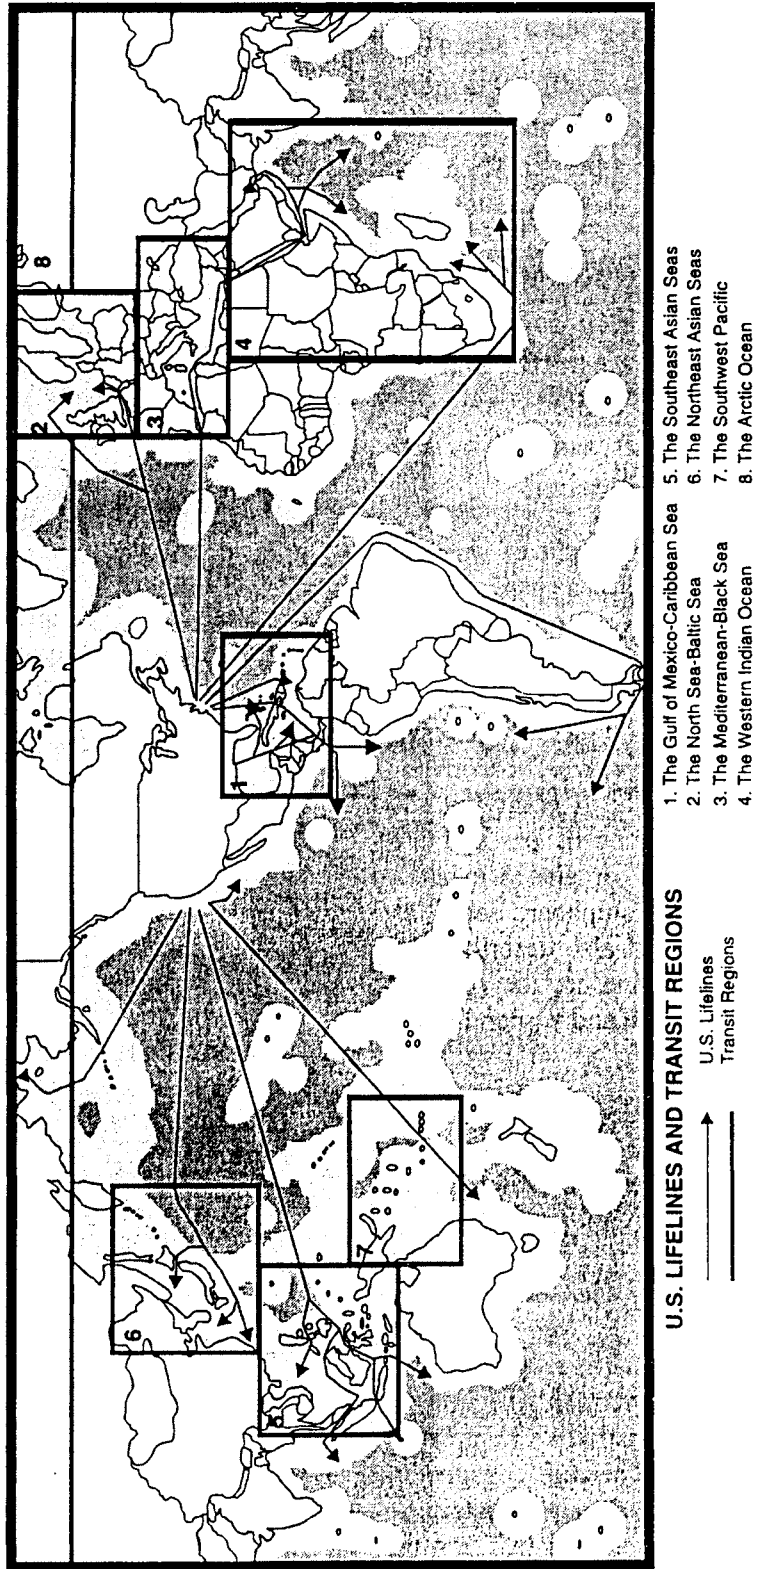 8
2
3
4
1
6
5
7
U.S. LIFELINES AND TRANSIT REGIONS
U.S. Lifelines
Transit Regions
1. The Gulf of Mexico-Caribbean Sea
2. The North Sea-Baltic Sea
3. The Mediterranean-Black Sea
4. The Western Indian Ocean
5. The Southeast Asian Seas
6. The Northeast Asian Seas
7. The Southwest Pacific
8. The Arctic Ocean